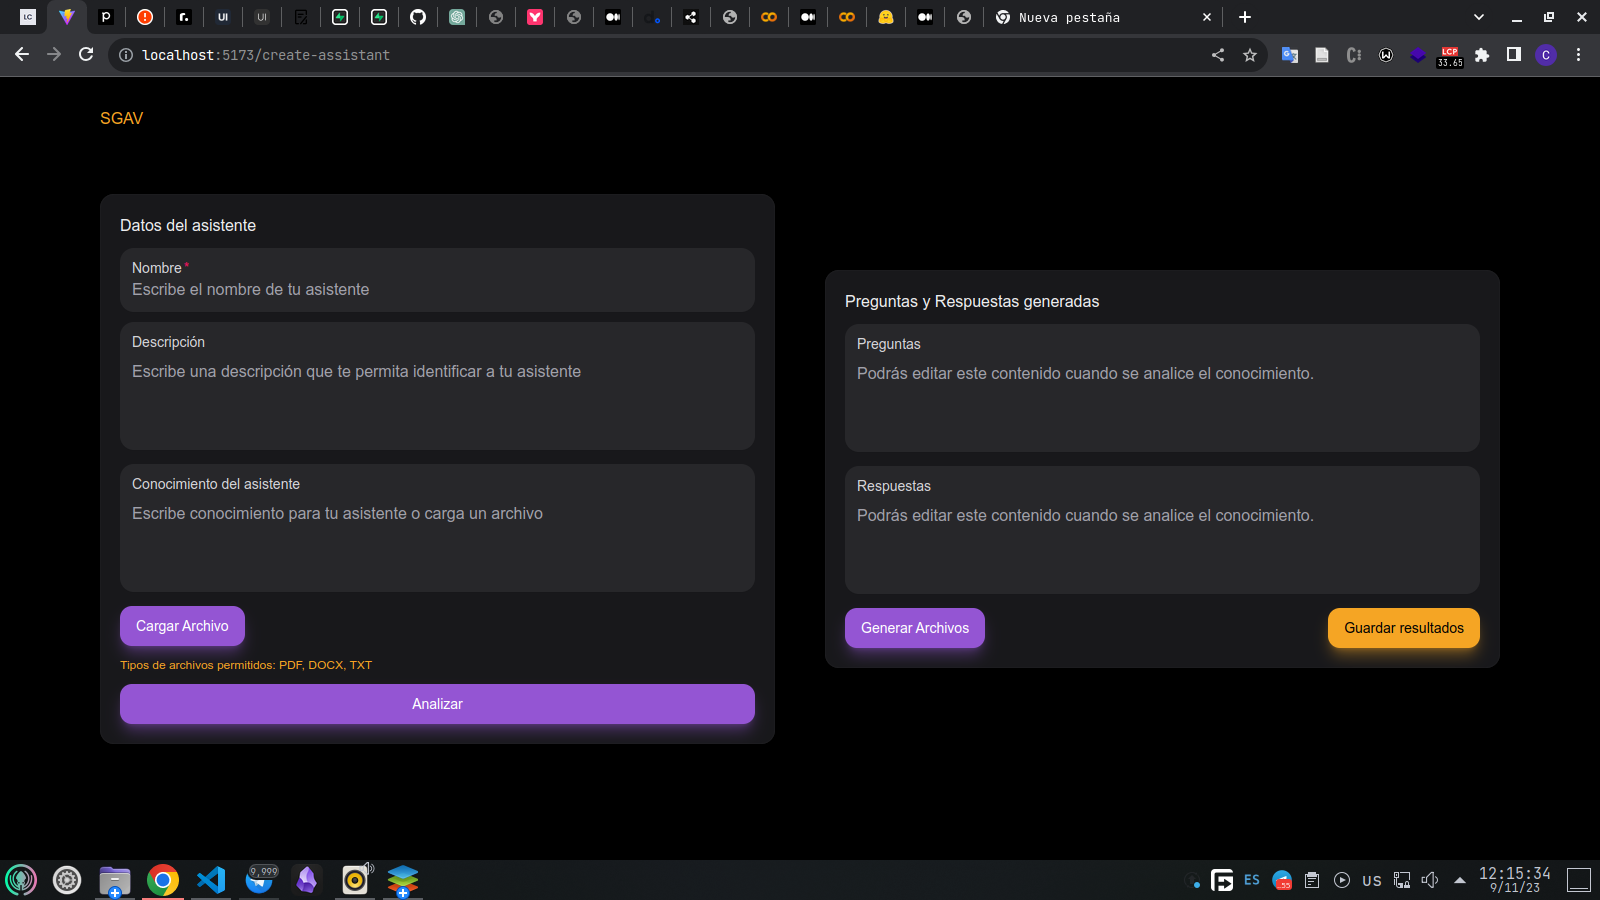 LC
p
r.
UI
UI
Y
d.
Nueva pestaña
localhost:5173/create-assistant
LCP
33.65
C
SGAV
Datos del asistente
Nombre*
Escribe el nombre de tu asistente
Descripción
Escribe una descripción que te permita identificar a tu asistente
Conocimiento del asistente
Escribe conocimiento para tu asistente o carga un archivo
Cargar Archivo
Tipos de archivos permitidos: PDF, DOCX, TXT
Analizar
Preguntas y Respuestas generadas
Preguntas
Podrás editar este contenido cuando se analice el conocimiento.
Respuestas
Podrás editar este contenido cuando se analice el conocimiento.
Generar Archivos
Guardar resultados
9,999
ES
55
US
12:15:34
9/11/23